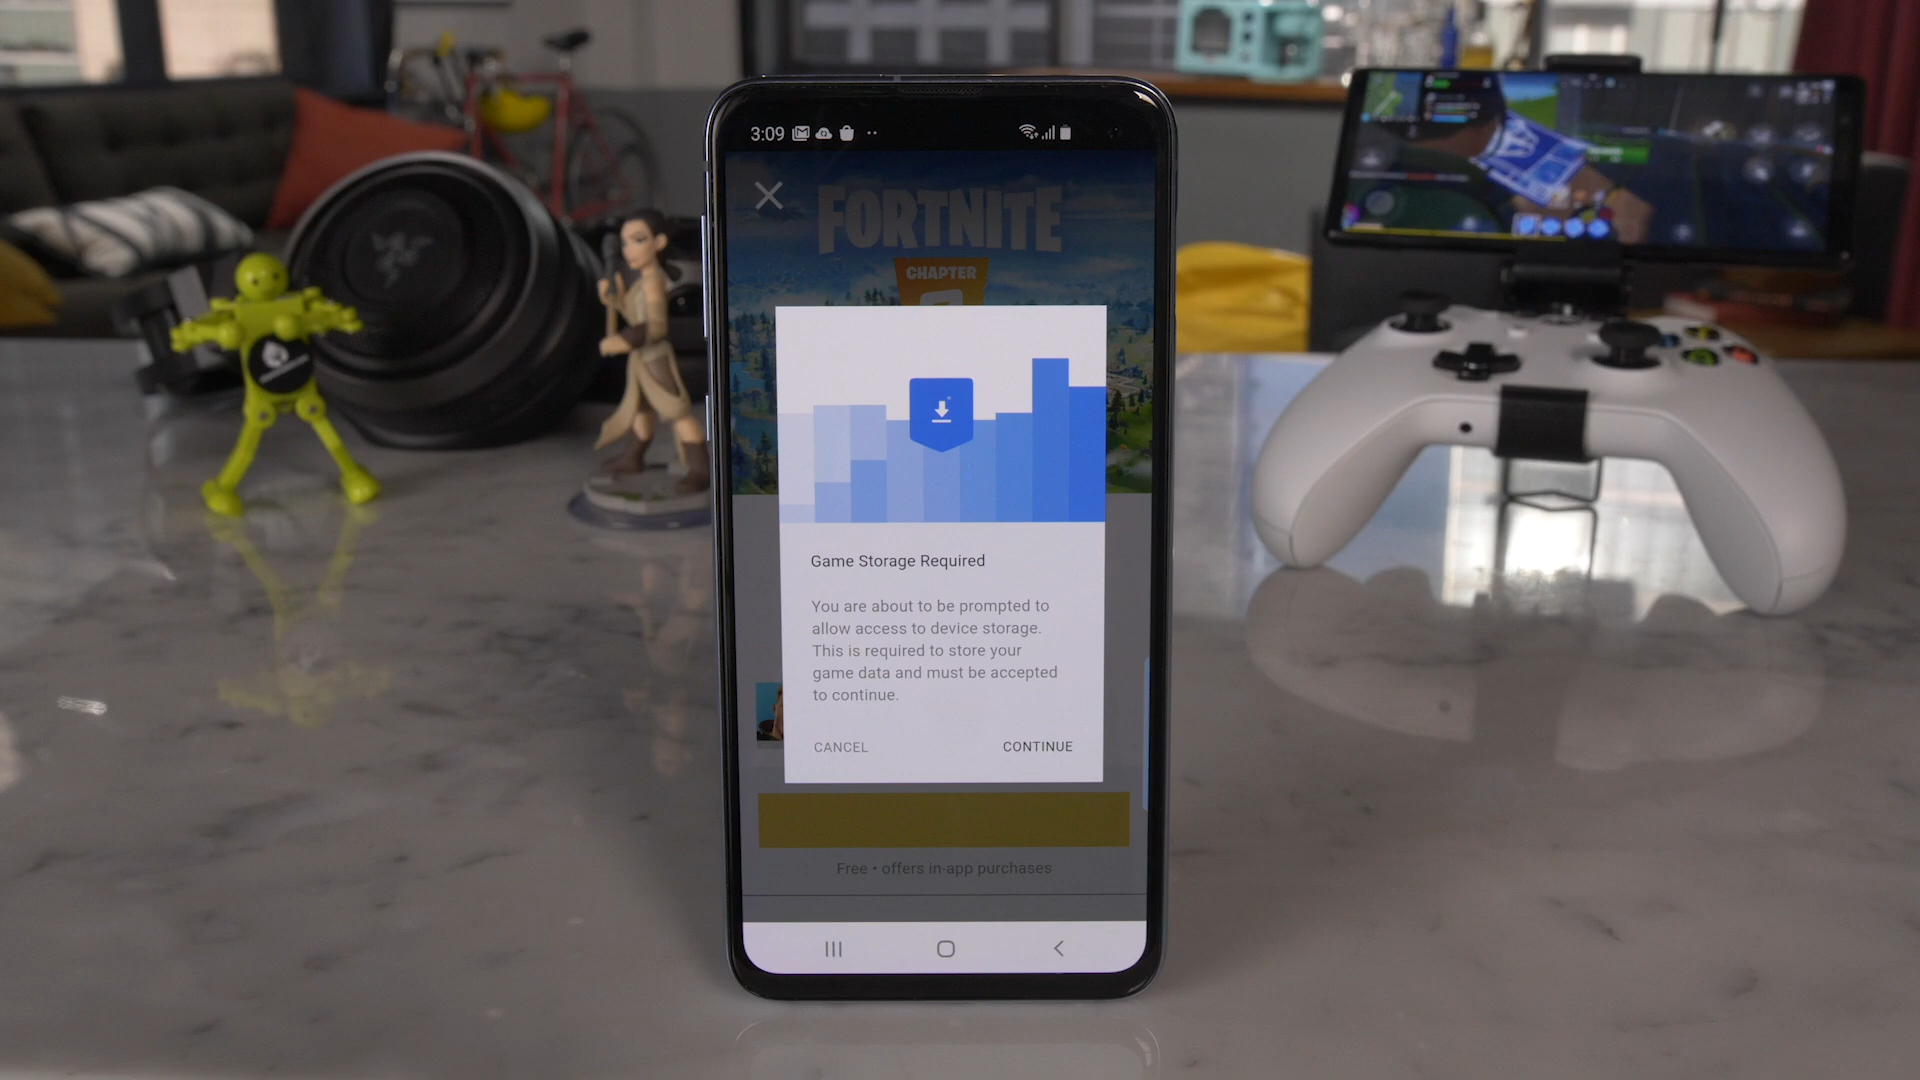 3:09
FORTNITE
CHAPTER
Game Storage Required
You are about to be prompted to
allow access to device storage.
This is required to store your
game data and must be accepted
to continue.
CANCEL
CONTINUE
Free • offers in-app purchases